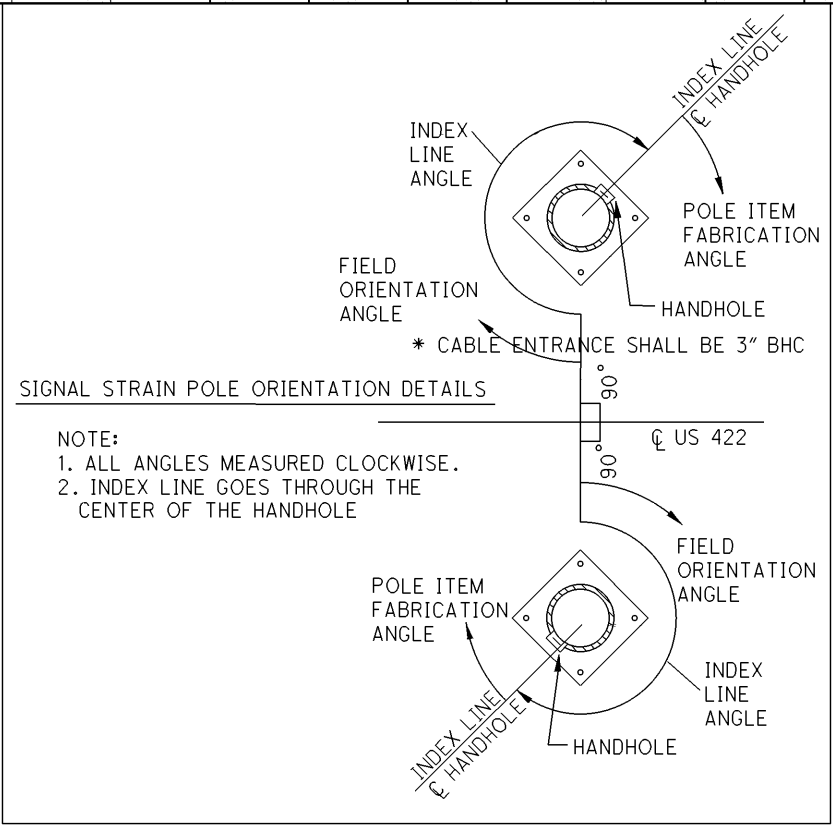 INDEX LINE
℄ HANDHOLE
INDEX
LINE
ANGLE
POLE ITEM
FABRICATION
ANGLE
FIELD
ORIENTATION
ANGLE
HANDHOLE
* CABLE ENTRANCE SHALL BE 3" BHC
90°
SIGNAL STRAIN POLE ORIENTATION DETAILS
℄ US 422
NOTE:
1. ALL ANGLES MEASURED CLOCKWISE.
2. INDEX LINE GOES THROUGH THE
CENTER OF THE HANDHOLE
90°
FIELD
ORIENTATION
ANGLE
POLE ITEM
FABRICATION
ANGLE
INDEX
LINE
ANGLE
INDEX LINE
℄ HANDHOLE
HANDHOLE